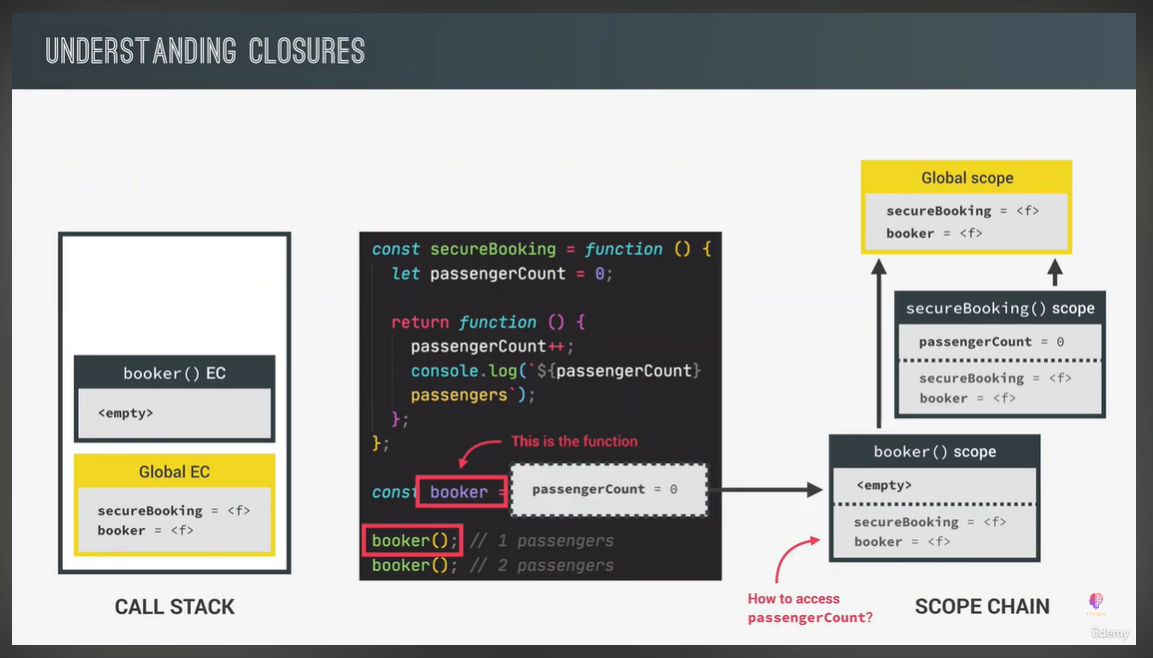 UNDERSTANDING CLOSURES
booker() EC
<empty>
Global EC
secureBooking = <f>
booker = <f>
CALL STACK
const secureBooking = function () {
let passengerCount = 0;
return function () {
passengerCount++;
console.log(`${passengerCount}
passengers`);
};
};
This is the function
const booker =
passengerCount = 0
booker(); // 1 passengers
booker(); // 2 passengers
Global scope
secureBooking = <f>
booker = <f>
secureBooking() scope
passengerCount = 0
secureBooking = <f>
booker = <f>
booker() scope
<empty>
secureBooking = <f>
booker = <f>
How to access
passengerCount?
SCOPE CHAIN
ûdemy